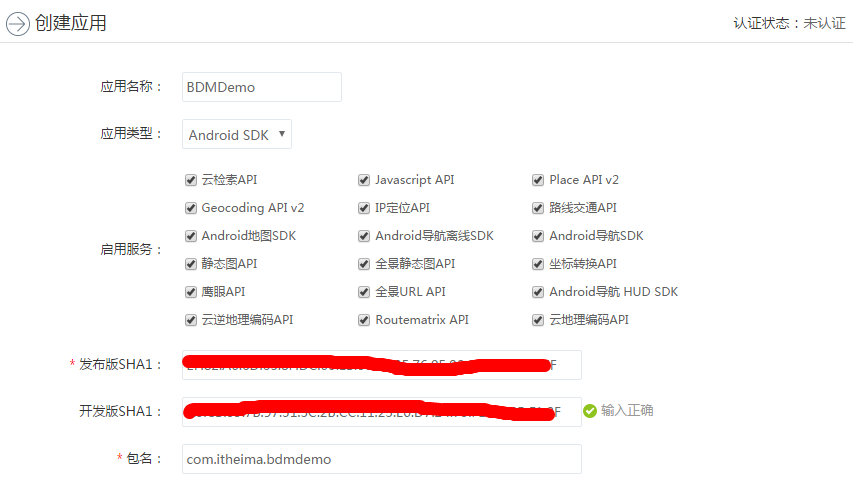 创建应用
认证状态：未认证
应用名称： BDMDemo
应用类型： Android SDK
启用服务：
云检索API Javascript API Place API v2
Geocoding API v2 IP定位API 路线交通API
Android地图SDK Android导航离线SDK Android导航SDK
静态图API 全景静态图API 坐标转换API
鹰眼API 全景URL API Android导航 HUD SDK
云逆地理编码API Routematrix API 云地理编码API
* 发布版SHA1：
开发版SHA1： 输入正确
* 包名： com.itheima.bdmdemo